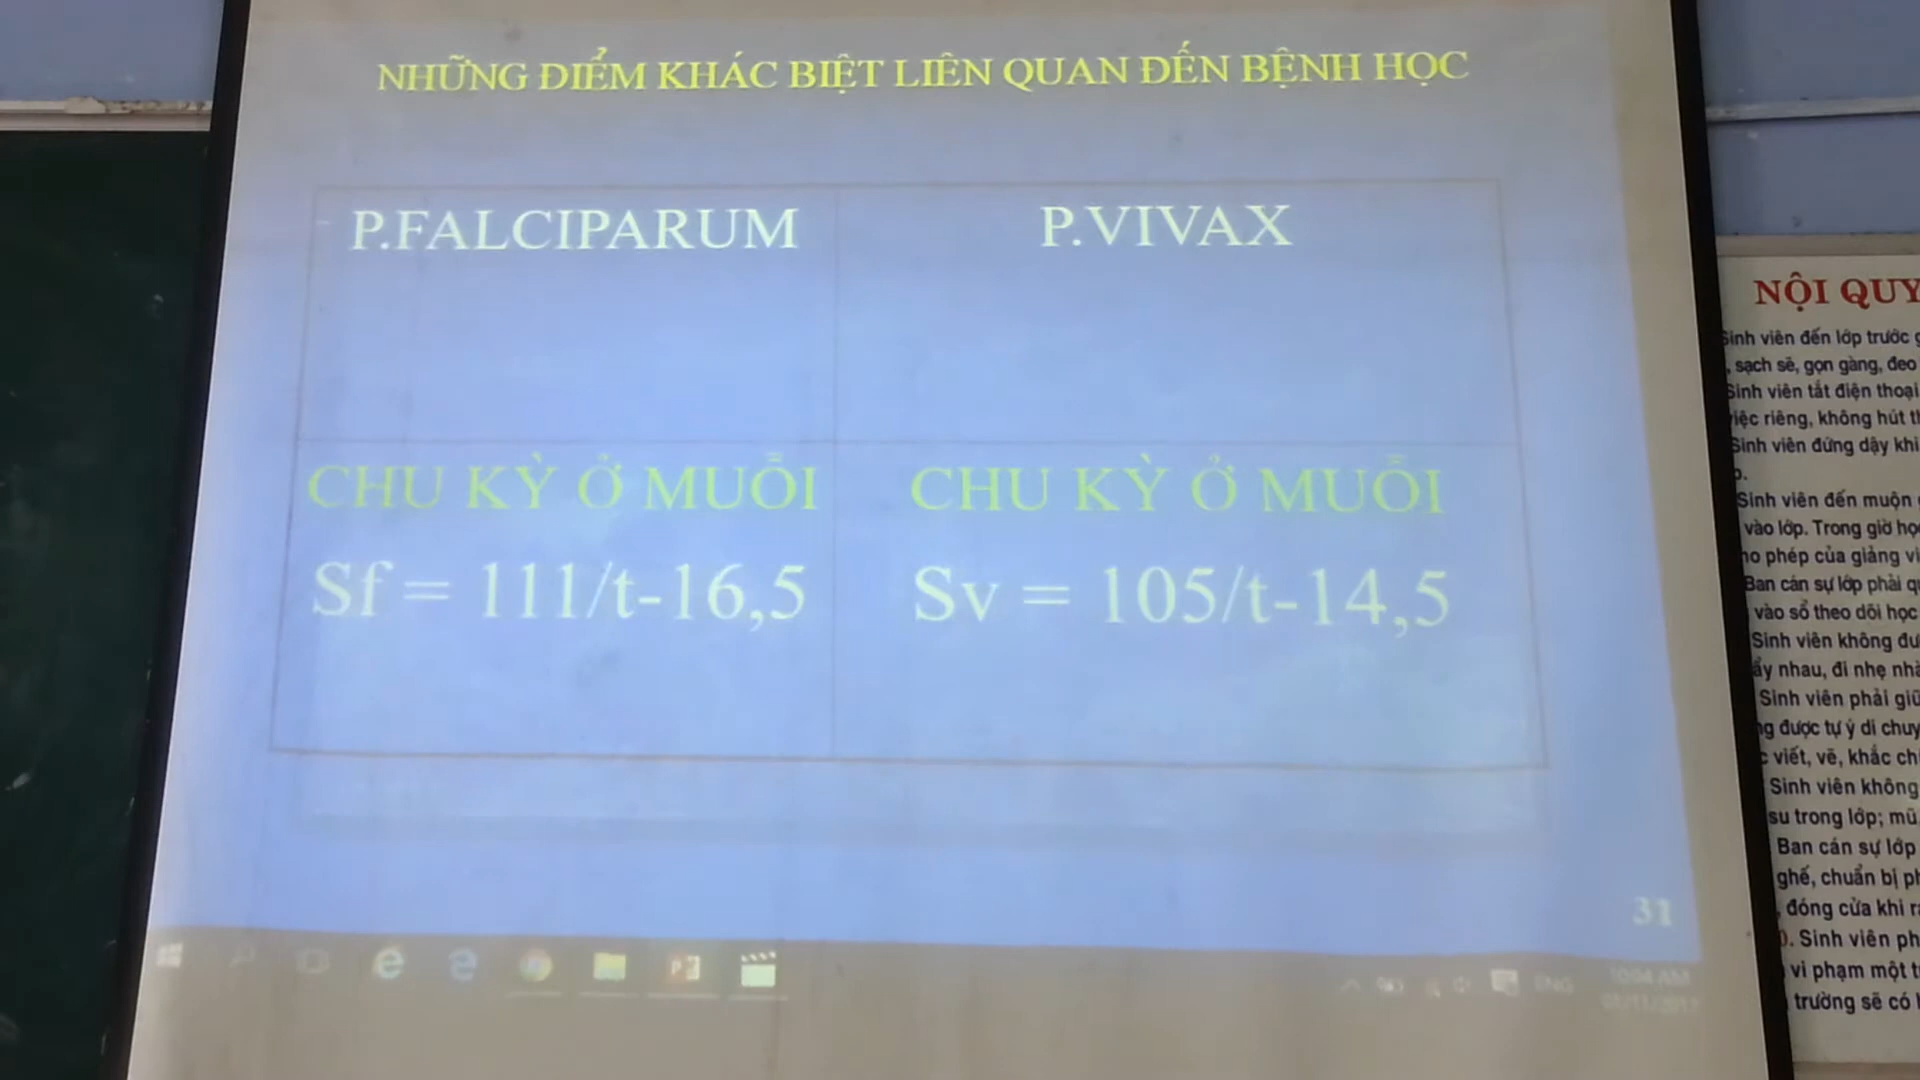 NHỮNG ĐIỂM KHÁC BIỆT LIÊN QUAN ĐẾN BỆNH HỌC
P.FALCIPARUM
P.VIVAX
CHU KỲ Ở MUỖI
CHU KỲ Ở MUỖI
Sf = 111/t-16,5
Sv = 105/t-14,5
31
ENG
10:04 AM
NỘI QUY
Sinh viên đến lớp trước
, sạch sẽ, gọn gàng, đeo
Sinh viên tắt điện thoại
việc riêng, không hút
Sinh viên đứng dậy khi
Sinh viên đến muộn
vào lớp. Trong giờ
phép của giảng
Ban cán sự lớp phải
vào sổ theo dõi học
Sinh viên không
nhau, đi nhẹ
Sinh viên phải
được tự ý di
viết, vẽ, khắc
Sinh viên không
su trong lớp; mũ
Ban cán sự lớp
ghế, chuẩn bị
, đóng cửa khi
. Sinh viên
vi phạm một
trường sẽ có